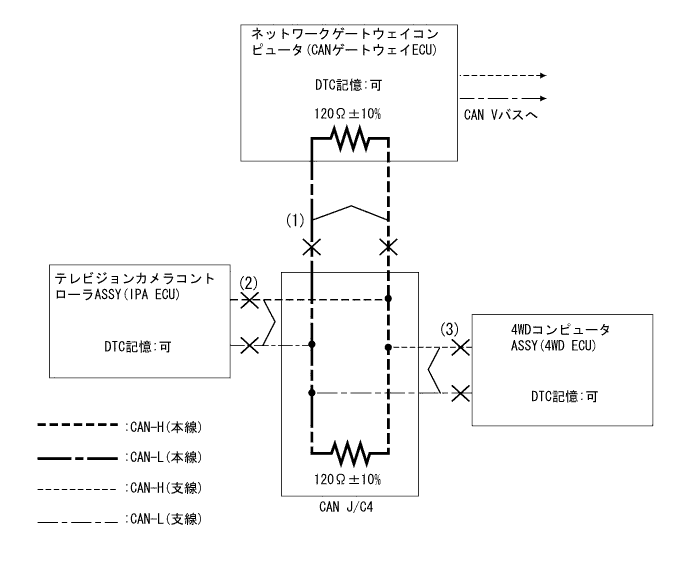 ネットワークゲートウェイコン
ピュータ(CANゲートウェイECU)
DTC記憶:可
120Ω±10%
CAN Vバスへ
(1)
テレビジョンカメラコント
ローラASSY(IPA ECU)
DTC記憶:可
(2)
(3)
4WDコンピュータ
ASSY(4WD ECU)
DTC記憶:可
120Ω±10%
CAN J/C4
:CAN-H(本線)
:CAN-L(本線)
:CAN-H(支線)
:CAN-L(支線)